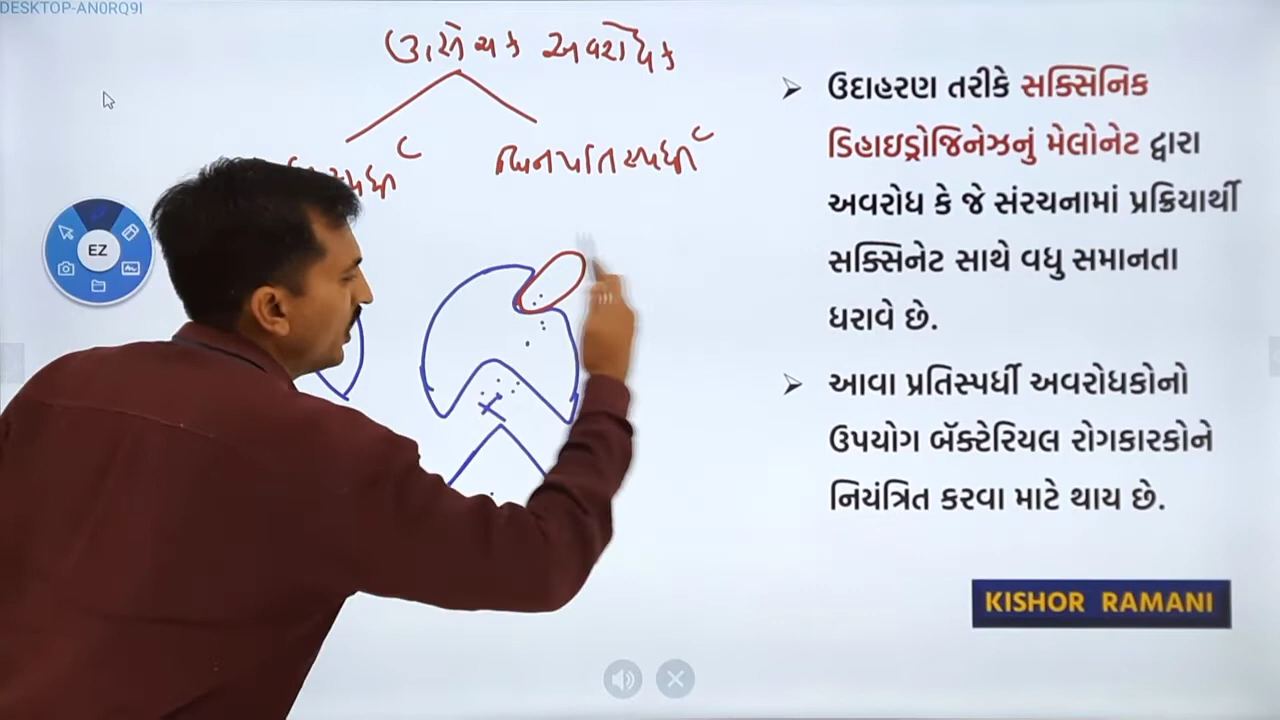 DESKTOP-AN0RQ9I
ઉત્સેચક અવરોધક
સ્પર્ધી
બિનપ્રતિસ્પર્ધી
EZ
➢ ઉદાહરણ તરીકે સક્સિનિક
ડિહાઇડ્રોજિનેઝનું મેલોનેટ દ્વારા
અવરોધ કે જે સંરચનામાં પ્રક્રિયાર્થી
સક્સિનેટ સાથે વધુ સમાનતા
ધરાવે છે.
➢ આવા પ્રતિસ્પર્ધી અવરોધકોનો
ઉપયોગ બૅક્ટેરિયલ રોગકારકોને
નિયંત્રિત કરવા માટે થાય છે.
KISHOR RAMANI